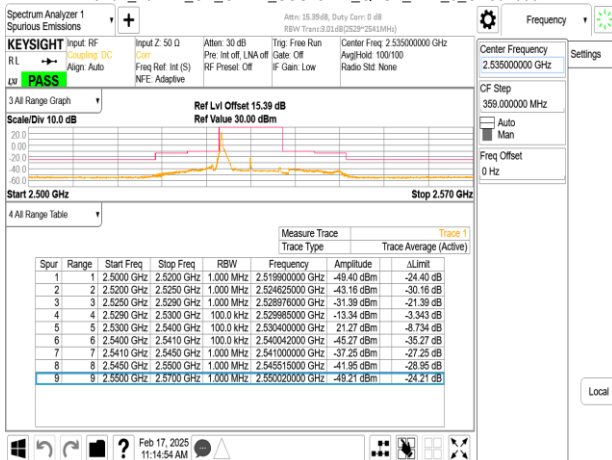 Spectrum Analyzer 1
Spurious Emissions
Attn: 15.39dB, Duty Corr: 0 dB
RBW Trans:3.01dB(2529~2541MHz)
Frequency
KEYSIGHT
RL
LXI PASS
Input: RF
Coupling: DC
Align: Auto
Input Z: 50 Ω
Corr
Freq Ref: Int (S)
NFE: Adaptive
Atten: 30 dB
Pre: Int off, LNA off
RF Preset: Off
Trig: Free Run
Gate: Off
IF Gain: Low
Center Freq: 2.535000000 GHz
Avg|Hold: 100/100
Radio Std: None
Center Frequency
2.535000000 GHz
Settings
CF Step
359.000000 MHz
Auto
Man
Freq Offset
0 Hz
Local
3 All Range Graph
Scale/Div 10.0 dB
Ref Lvl Offset 15.39 dB
Ref Value 30.00 dBm
20.0
0.00
-20.0
-40.0
-60.0
Start 2.500 GHz
Stop 2.570 GHz
4 All Range Table
Measure Trace Trace 1
Trace Type Trace Average (Active)
Spur Range Start Freq Stop Freq RBW Frequency Amplitude ΔLimit
1 1 2.5000 GHz 2.5200 GHz 1.000 MHz 2.519900000 GHz -49.40 dBm -24.40 dB
2 2 2.5200 GHz 2.5250 GHz 1.000 MHz 2.524625000 GHz -43.16 dBm -30.16 dB
3 3 2.5250 GHz 2.5290 GHz 1.000 MHz 2.528976000 GHz -31.39 dBm -21.39 dB
4 4 2.5290 GHz 2.5300 GHz 100.0 kHz 2.529985000 GHz -13.34 dBm -3.343 dB
5 5 2.5300 GHz 2.5400 GHz 100.0 kHz 2.530400000 GHz 21.27 dBm -8.734 dB
6 6 2.5400 GHz 2.5410 GHz 100.0 kHz 2.540042000 GHz -45.27 dBm -35.27 dB
7 7 2.5410 GHz 2.5450 GHz 1.000 MHz 2.541000000 GHz -37.25 dBm -27.25 dB
8 8 2.5450 GHz 2.5500 GHz 1.000 MHz 2.545515000 GHz -41.95 dBm -28.95 dB
9 9 2.5500 GHz 2.5700 GHz 1.000 MHz 2.550020000 GHz -49.21 dBm -24.21 dB
Feb 17, 2025
11:14:54 AM